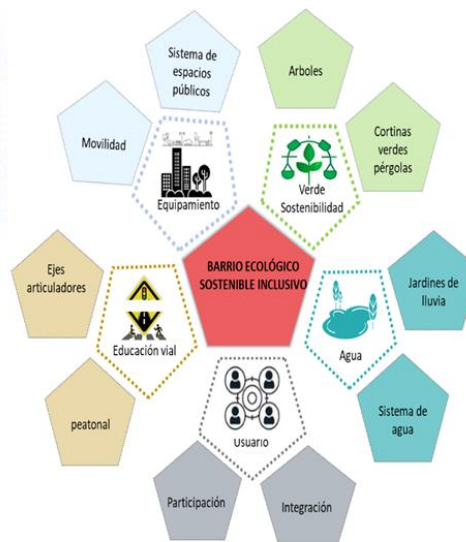 Sistema de
espacios
públicos
Arboles
Movilidad
Cortinas
verdes
pérgolas
Equipamiento
Verde
Sostenibilidad
BARRIO ECOLÓGICO
SOSTENIBLE INCLUSIVO
Ejes
articuladores
Educación vial
Agua
Jardines de
lluvia
peatonal
Usuario
Sistema de
agua
Participación
Integración